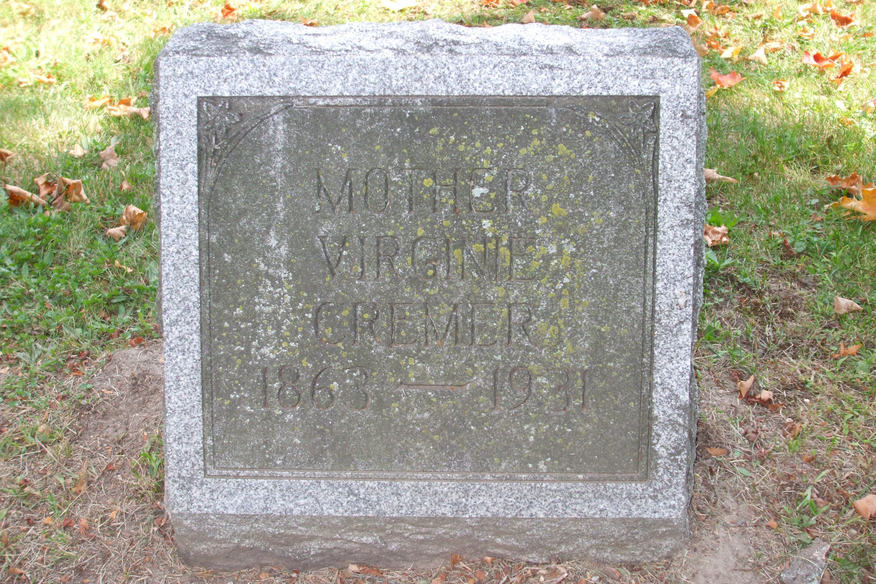 MOTHER
VIRGINIE
CREMER
1863 — 1931